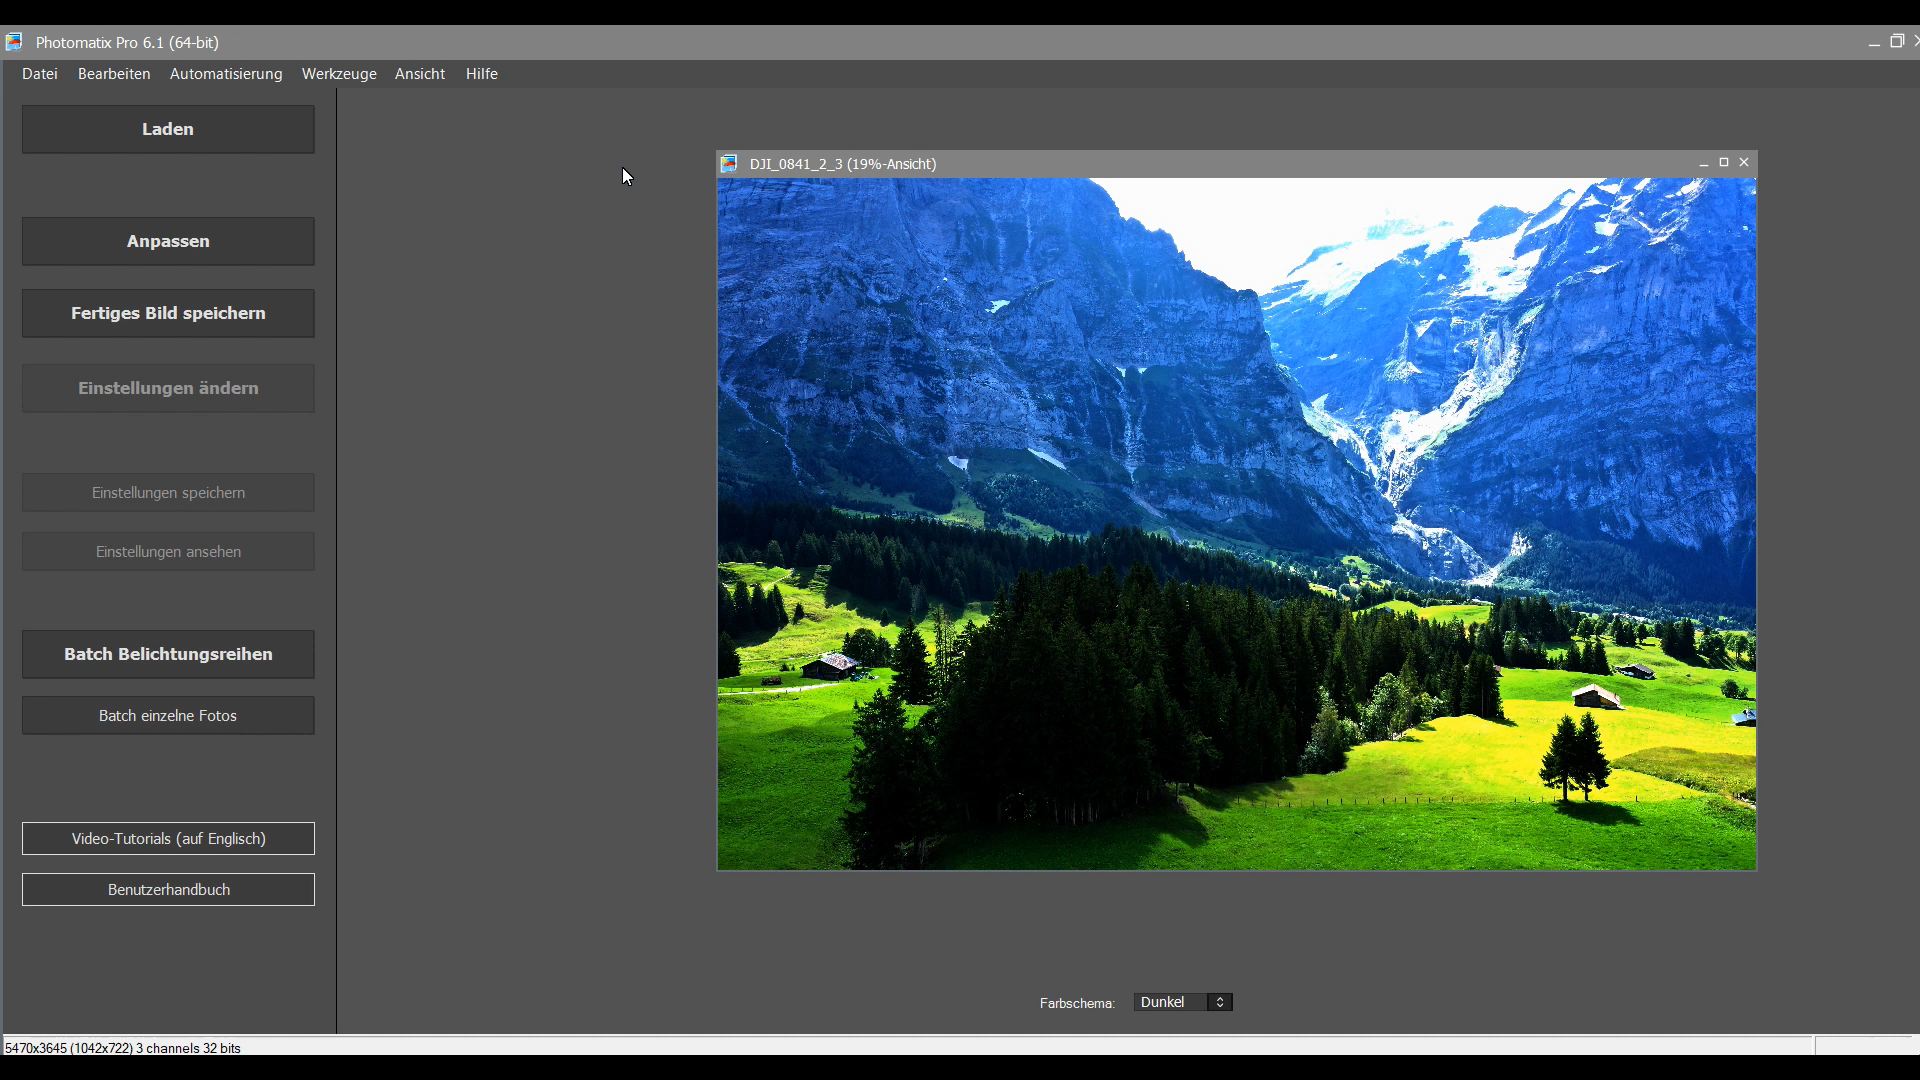 Photomatix Pro 6.1 (64-bit)
Datei Bearbeiten Automatisierung Werkzeuge Ansicht Hilfe
Laden
Anpassen
Fertiges Bild speichern
Einstellungen ändern
Einstellungen speichern
Einstellungen ansehen
Batch Belichtungsreihen
Batch einzelne Fotos
Video-Tutorials (auf Englisch)
Benutzerhandbuch
DJI_0841_2_3 (19%-Ansicht)
Farbschema: Dunkel
5470x3645 (1042x722) 3 channels 32 bits